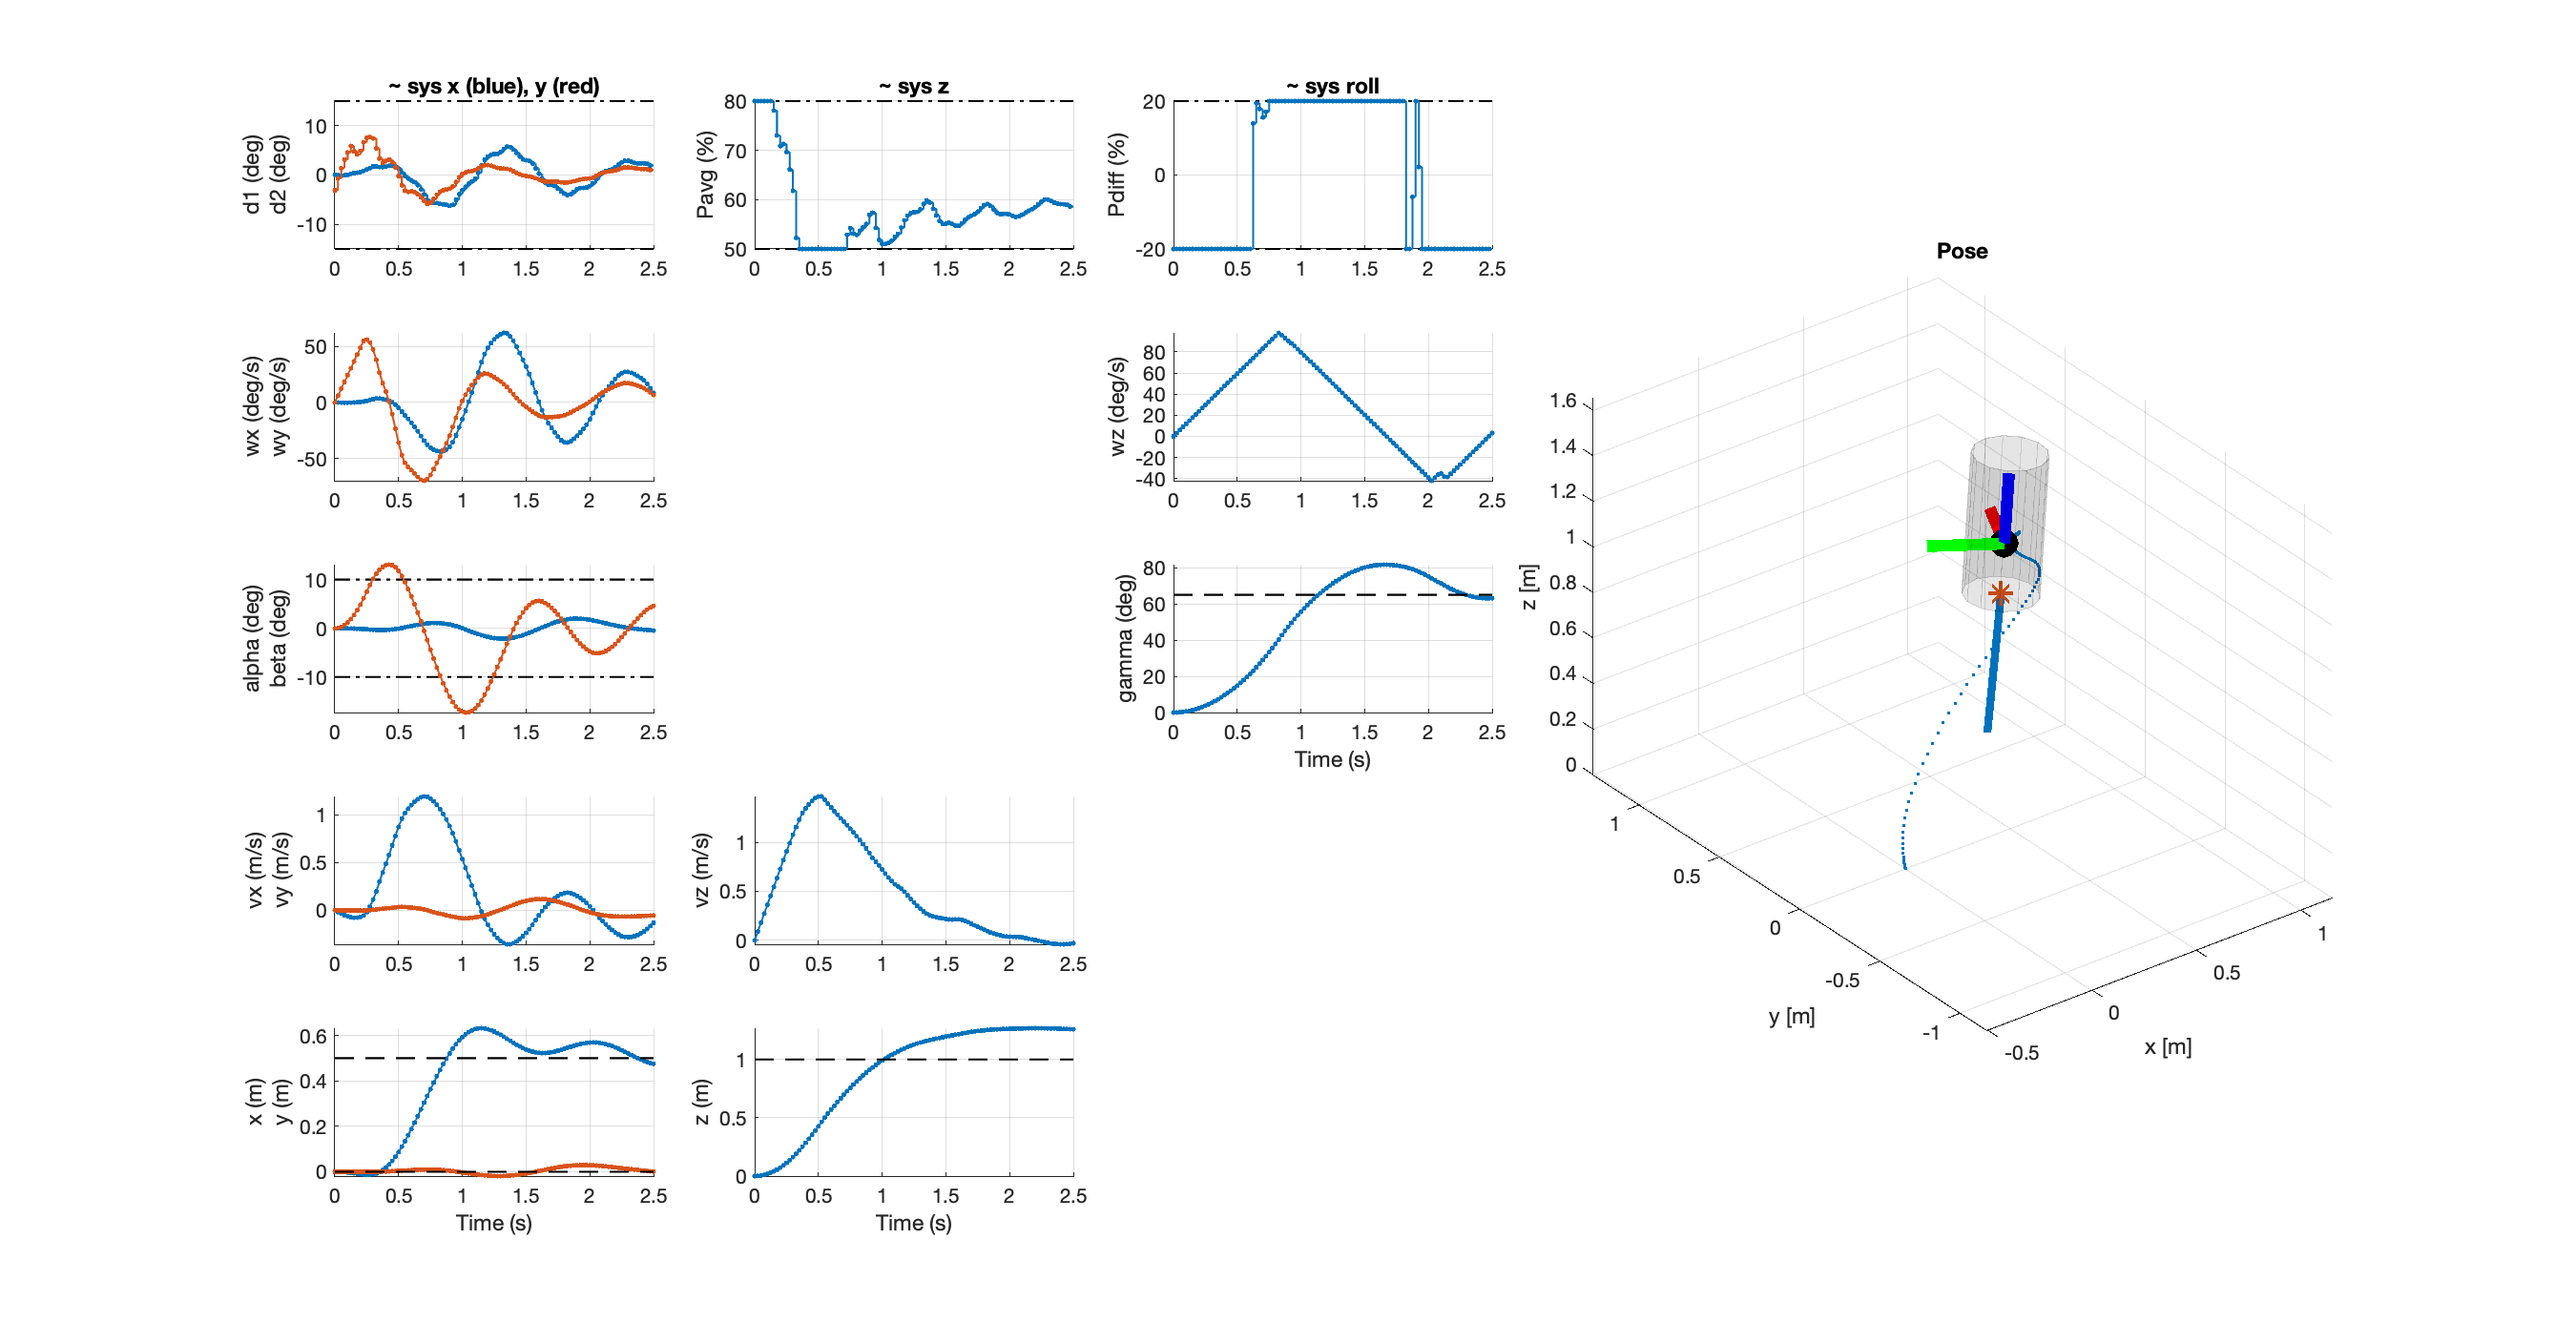 ~ sys x (blue), y (red)
d1 (deg)
d2 (deg)
10
0
-10
0 0.5 1 1.5 2 2.5
~ sys z
Pavg (%)
80
70
60
50
0 0.5 1 1.5 2 2.5
~ sys roll
Pdiff (%)
20
0
-20
0 0.5 1 1.5 2 2.5
wx (deg/s)
wy (deg/s)
50
0
-50
0 0.5 1 1.5 2 2.5
wz (deg/s)
80
60
40
20
0
-20
-40
0 0.5 1 1.5 2 2.5
alpha (deg)
beta (deg)
10
0
-10
0 0.5 1 1.5 2 2.5
gamma (deg)
80
60
40
20
0
0 0.5 1 1.5 2 2.5
Time (s)
vx (m/s)
vy (m/s)
1
0.5
0
0 0.5 1 1.5 2 2.5
vz (m/s)
1
0.5
0
0 0.5 1 1.5 2 2.5
x (m)
y (m)
0.6
0.4
0.2
0
0 0.5 1 1.5 2 2.5
Time (s)
z (m)
1
0.5
0
0 0.5 1 1.5 2 2.5
Time (s)
Pose
z [m]
1.6
1.4
1.2
1
0.8
0.6
0.4
0.2
0
1
0.5
0
-0.5
-1
y [m]
-0.5
0
0.5
1
x [m]